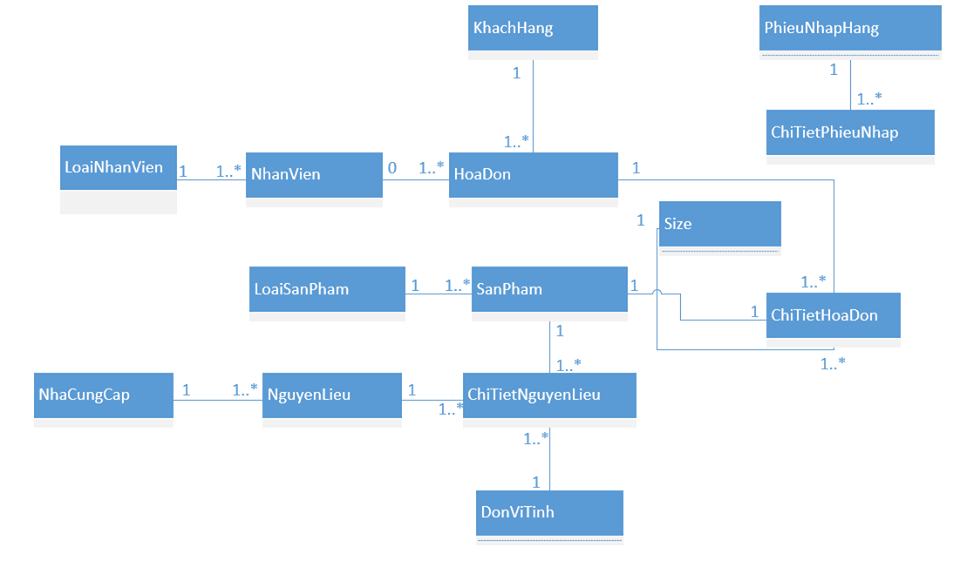 KhachHang
PhieuNhapHang
1
1
1..*
1..*
ChiTietPhieuNhap
LoaiNhanVien
1
1..*
NhanVien
0
1..*
HoaDon
1
1
Size
LoaiSanPham
1
1..*
SanPham
1
1..*
1
ChiTietHoaDon
1
1..*
1..*
NhaCungCap
1
1..*
NguyenLieu
1
1..*
ChiTietNguyenLieu
1..*
1
DonViTinh